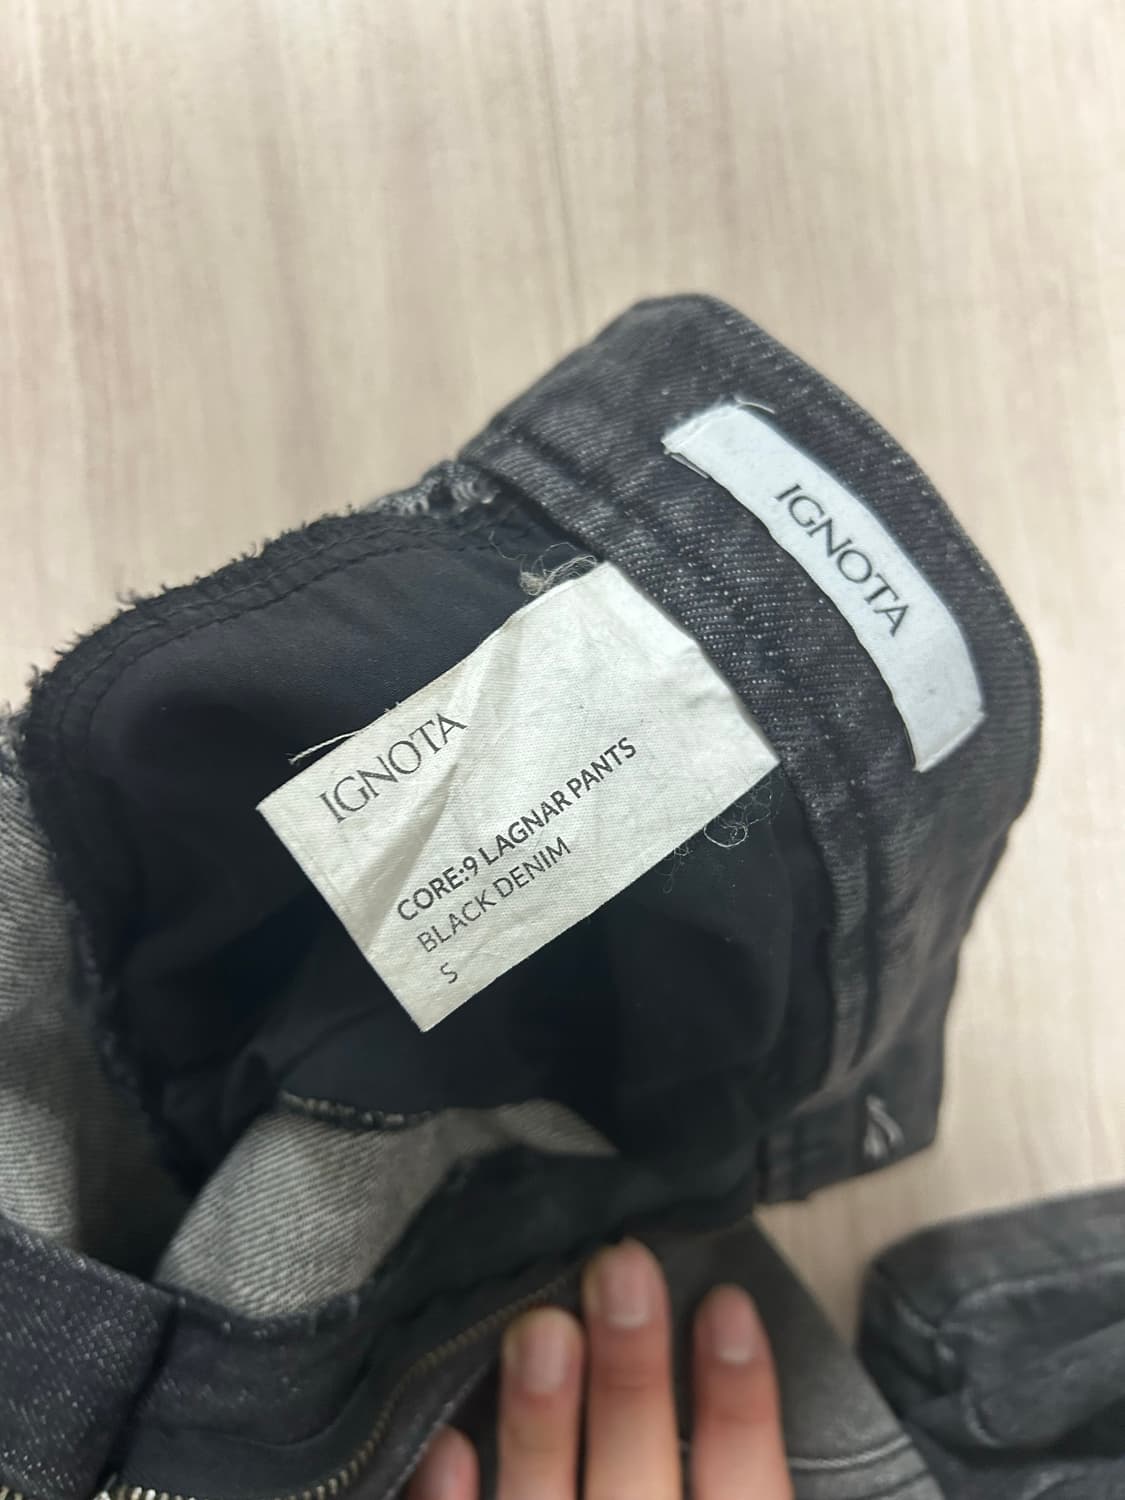 IGNOTA
IGNOTA
CORE:9 LAGNAR PANTS
BLACK DENIM
S